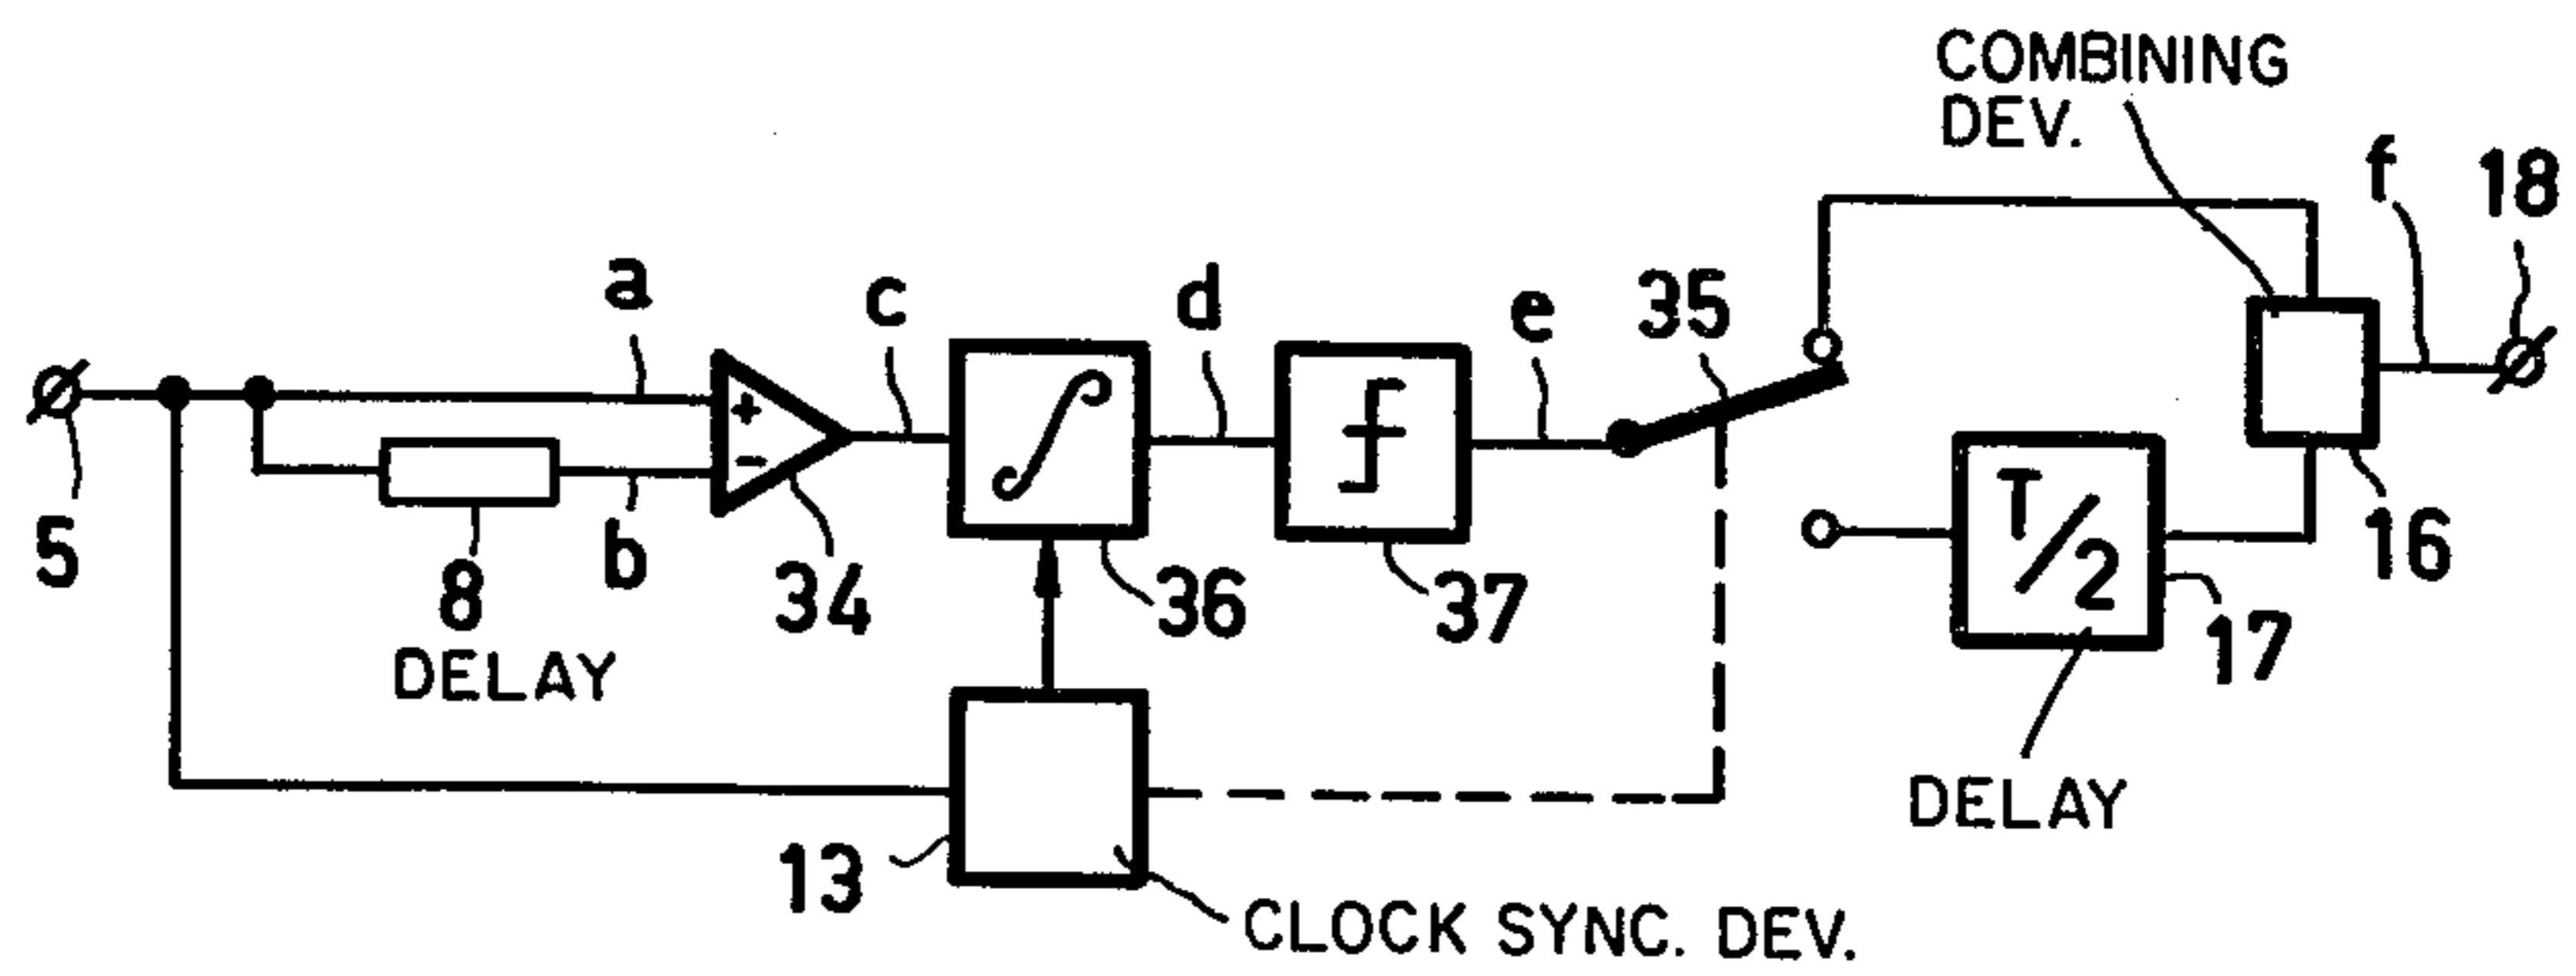 COMBINING
DEV.
f
18
a
c
d
e
35
+
-
5
b
34
36
37
T/2
16
8
DELAY
17
13
DELAY
CLOCK SYNC. DEV.